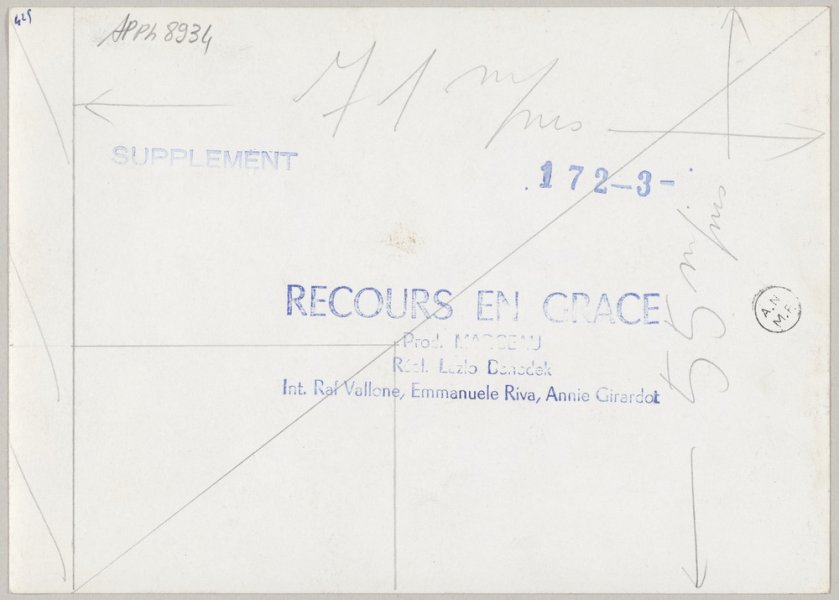 425
APPh 8934
71 m/ms
SUPPLEMENT
172-3-
RECOURS EN GRACE
Prod. MARCEAU
Réal. Lazlo Benedek
Int. Raf Vallone, Emmanuele Riva, Annie Girardot
55 m/ms
A.N.
M.F.